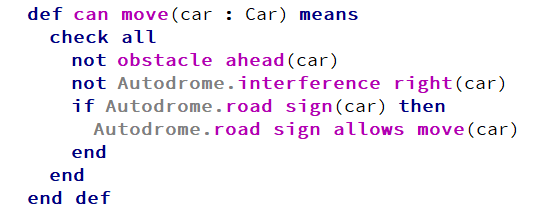 def can move(car : Car) means
check all
not obstacle ahead(car)
not Autodrome.interference right(car)
if Autodrome.road sign(car) then
Autodrome.road sign allows move(car)
end
end
end def